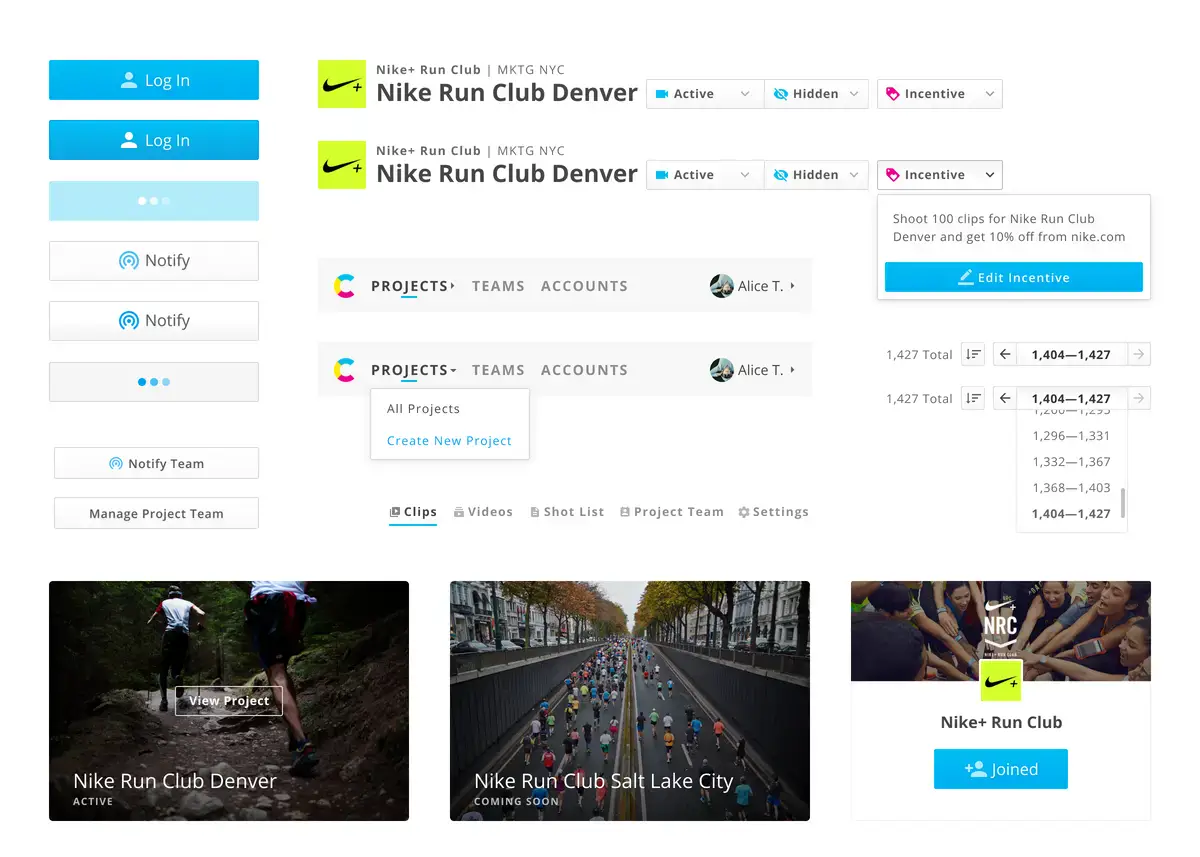 Log In
Log In
Notify
Notify
Notify Team
Manage Project Team
Nike+ Run Club | MKTG NYC
Nike Run Club Denver
Active
Hidden
Incentive
Nike+ Run Club | MKTG NYC
Nike Run Club Denver
Active
Hidden
Incentive
Shoot 100 clips for Nike Run Club
Denver and get 10% off from nike.com
Edit Incentive
PROJECTS TEAMS ACCOUNTS Alice T.
PROJECTS TEAMS ACCOUNTS Alice T.
All Projects
Create New Project
1,427 Total 1,404—1,427
1,427 Total 1,404—1,427
1,296—1,331
1,332—1,367
1,368—1,403
1,404—1,427
Clips Videos Shot List Project Team Settings
View Project
Nike Run Club Denver
ACTIVE
Nike Run Club Salt Lake City
COMING SOON
NRC
NIKE+ RUN CLUB
Nike+ Run Club
Joined